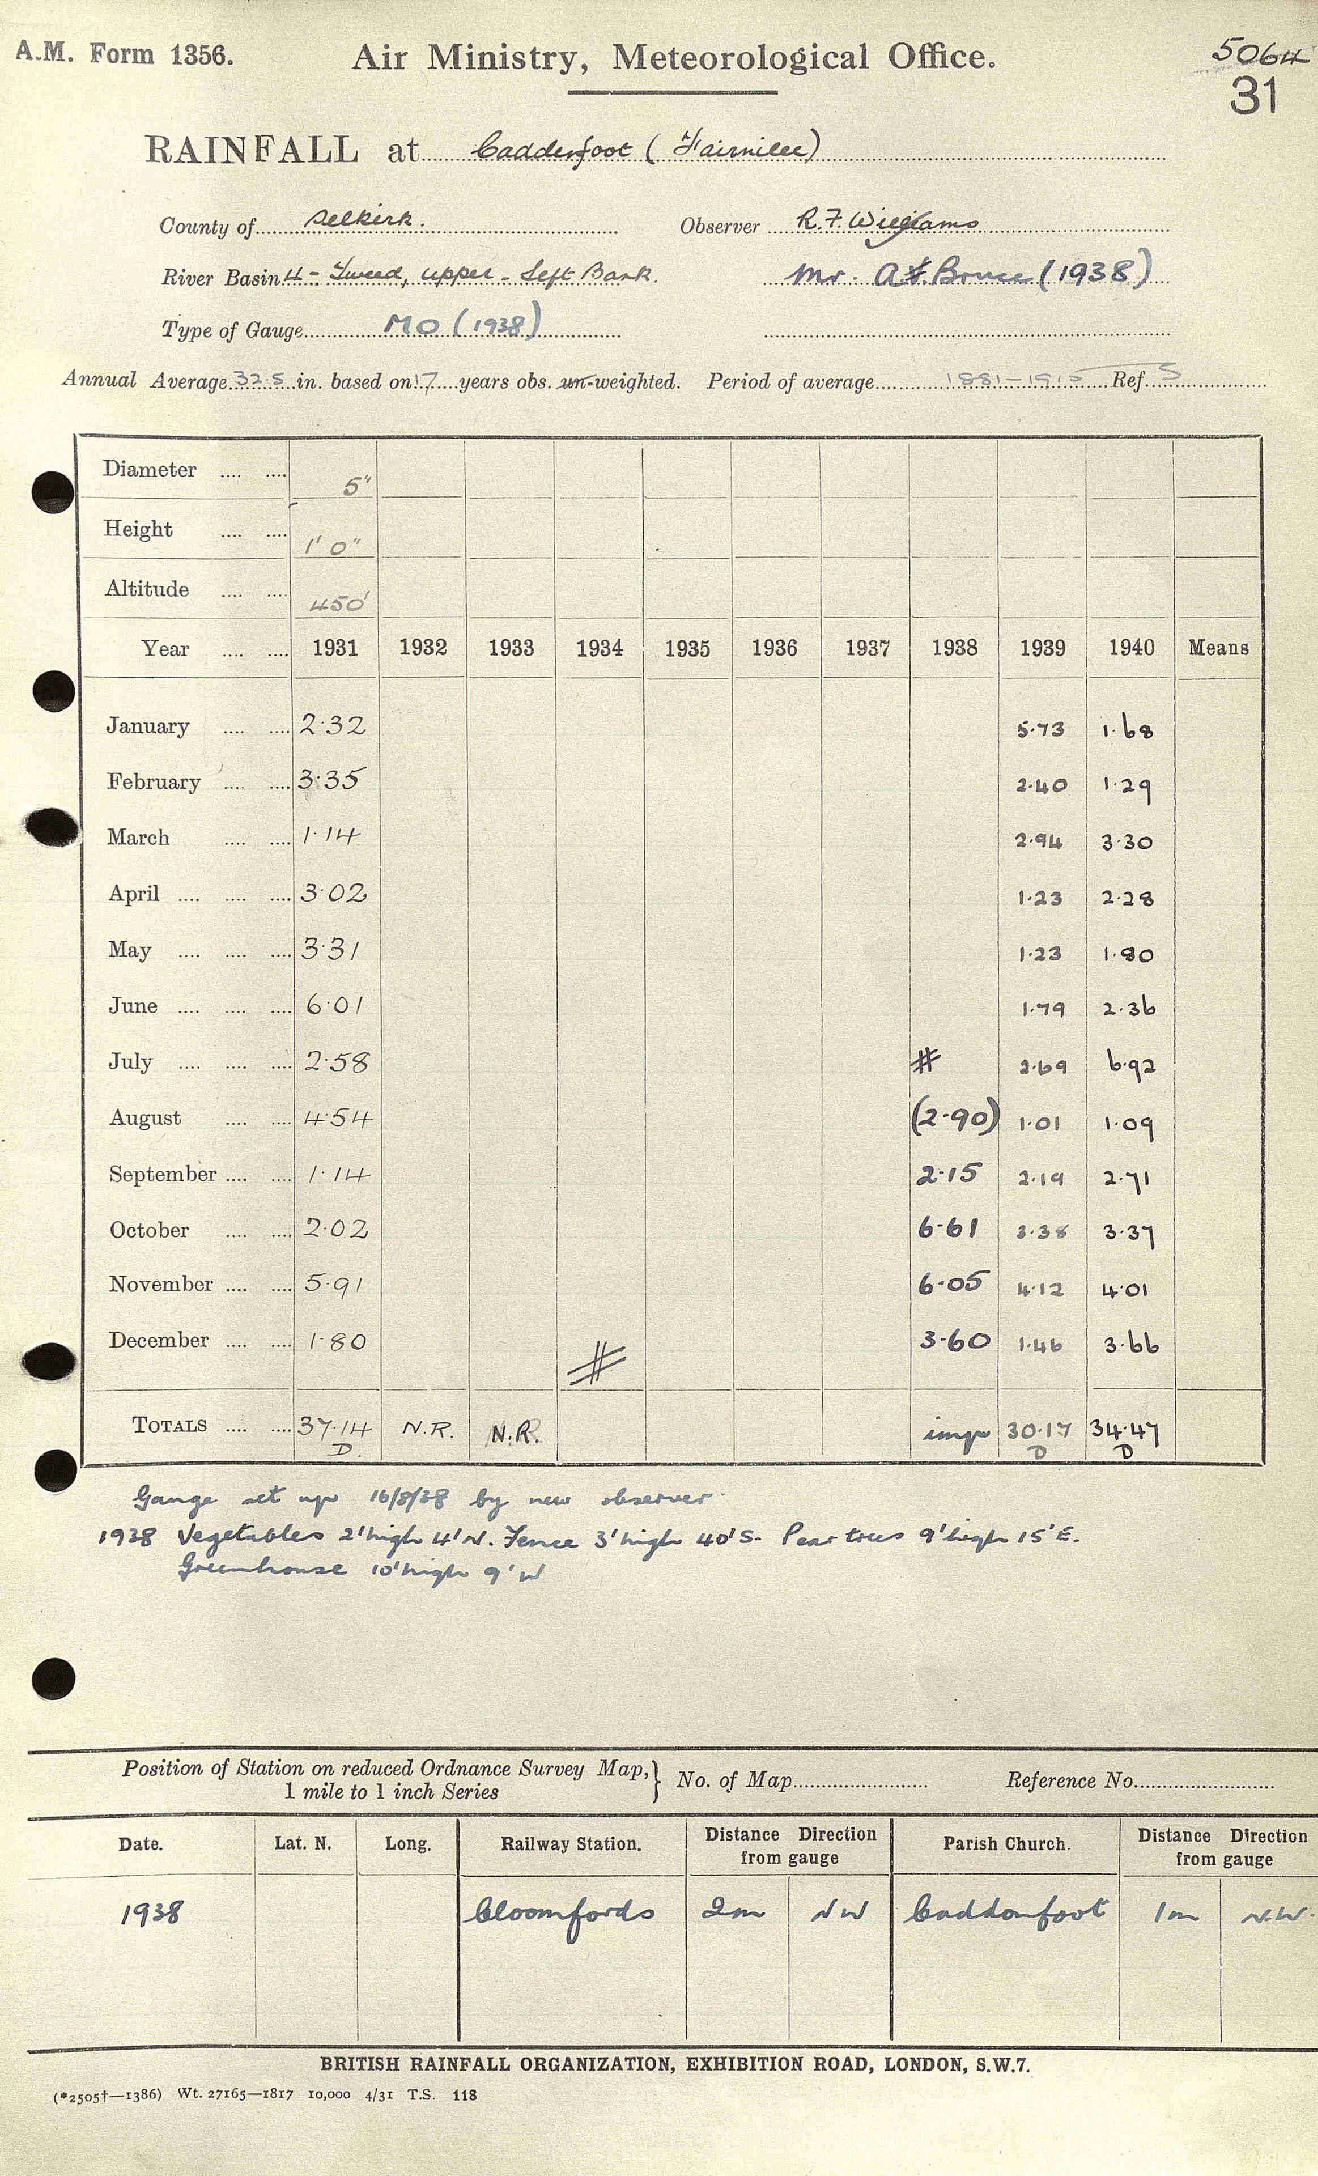 A.M. Form 1356. Air Ministry, Meteorological Office. 5064
31
RAINFALL at Caddonfoot (Fairnilee)
County of Selkirk. Observer R.F. Williams
River Basin 4 - Tweed, upper - Left Bank. Mr. A. Bruce (1938)
Type of Gauge MO (1938)
Annual Average 32.5 in. based on 17 years obs. un-weighted. Period of average 1881-1915 Ref. S
Diameter .... .... 5"
Height .... .... 1' 0"
Altitude .... .... 450'
Year .... .... 1931 1932 1933 1934 1935 1936 1937 1938 1939 1940 Means
January .... .... 2.32 5.73 1.68
February .... .... 3.35 2.40 1.29
March .... .... 1.14 2.94 3.30
April .... .... .... 3.02 1.23 2.28
May .... .... .... 3.31 1.23 1.80
June .... .... .... 6.01 1.79 2.36
July .... .... .... 2.58 # 2.69 6.92
August .... .... 4.54 (2.90) 1.01 1.09
September .... .... 1.14 2.15 2.19 2.71
October .... .... 2.02 6.61 3.38 3.37
November .... .... 5.91 6.05 4.12 4.01
December .... .... 1.80 # 3.60 1.46 3.66
TOTALS .... .... 37.14 N.R. N.R. imp 30.17 34.47
D D D
Gauge set up 16/8/38 by new observer
1938 Vegetables 2' high 4' N. Fence 3' high 40' S. Pear trees 9' high 15' E.
Greenhouse 10' high 9' W
Position of Station on reduced Ordnance Survey Map, } No. of Map Reference No.
1 mile to 1 inch Series
Date. Lat. N. Long. Railway Station. Distance Direction from gauge Parish Church. Distance Direction from gauge
1938 Cloomfords 2m NW Caddonfoot 1m N.W.
BRITISH RAINFALL ORGANIZATION, EXHIBITION ROAD, LONDON, S.W.7.
(*2505†—1386) Wt. 27165—1817 10,000 4/31 T.S. 118